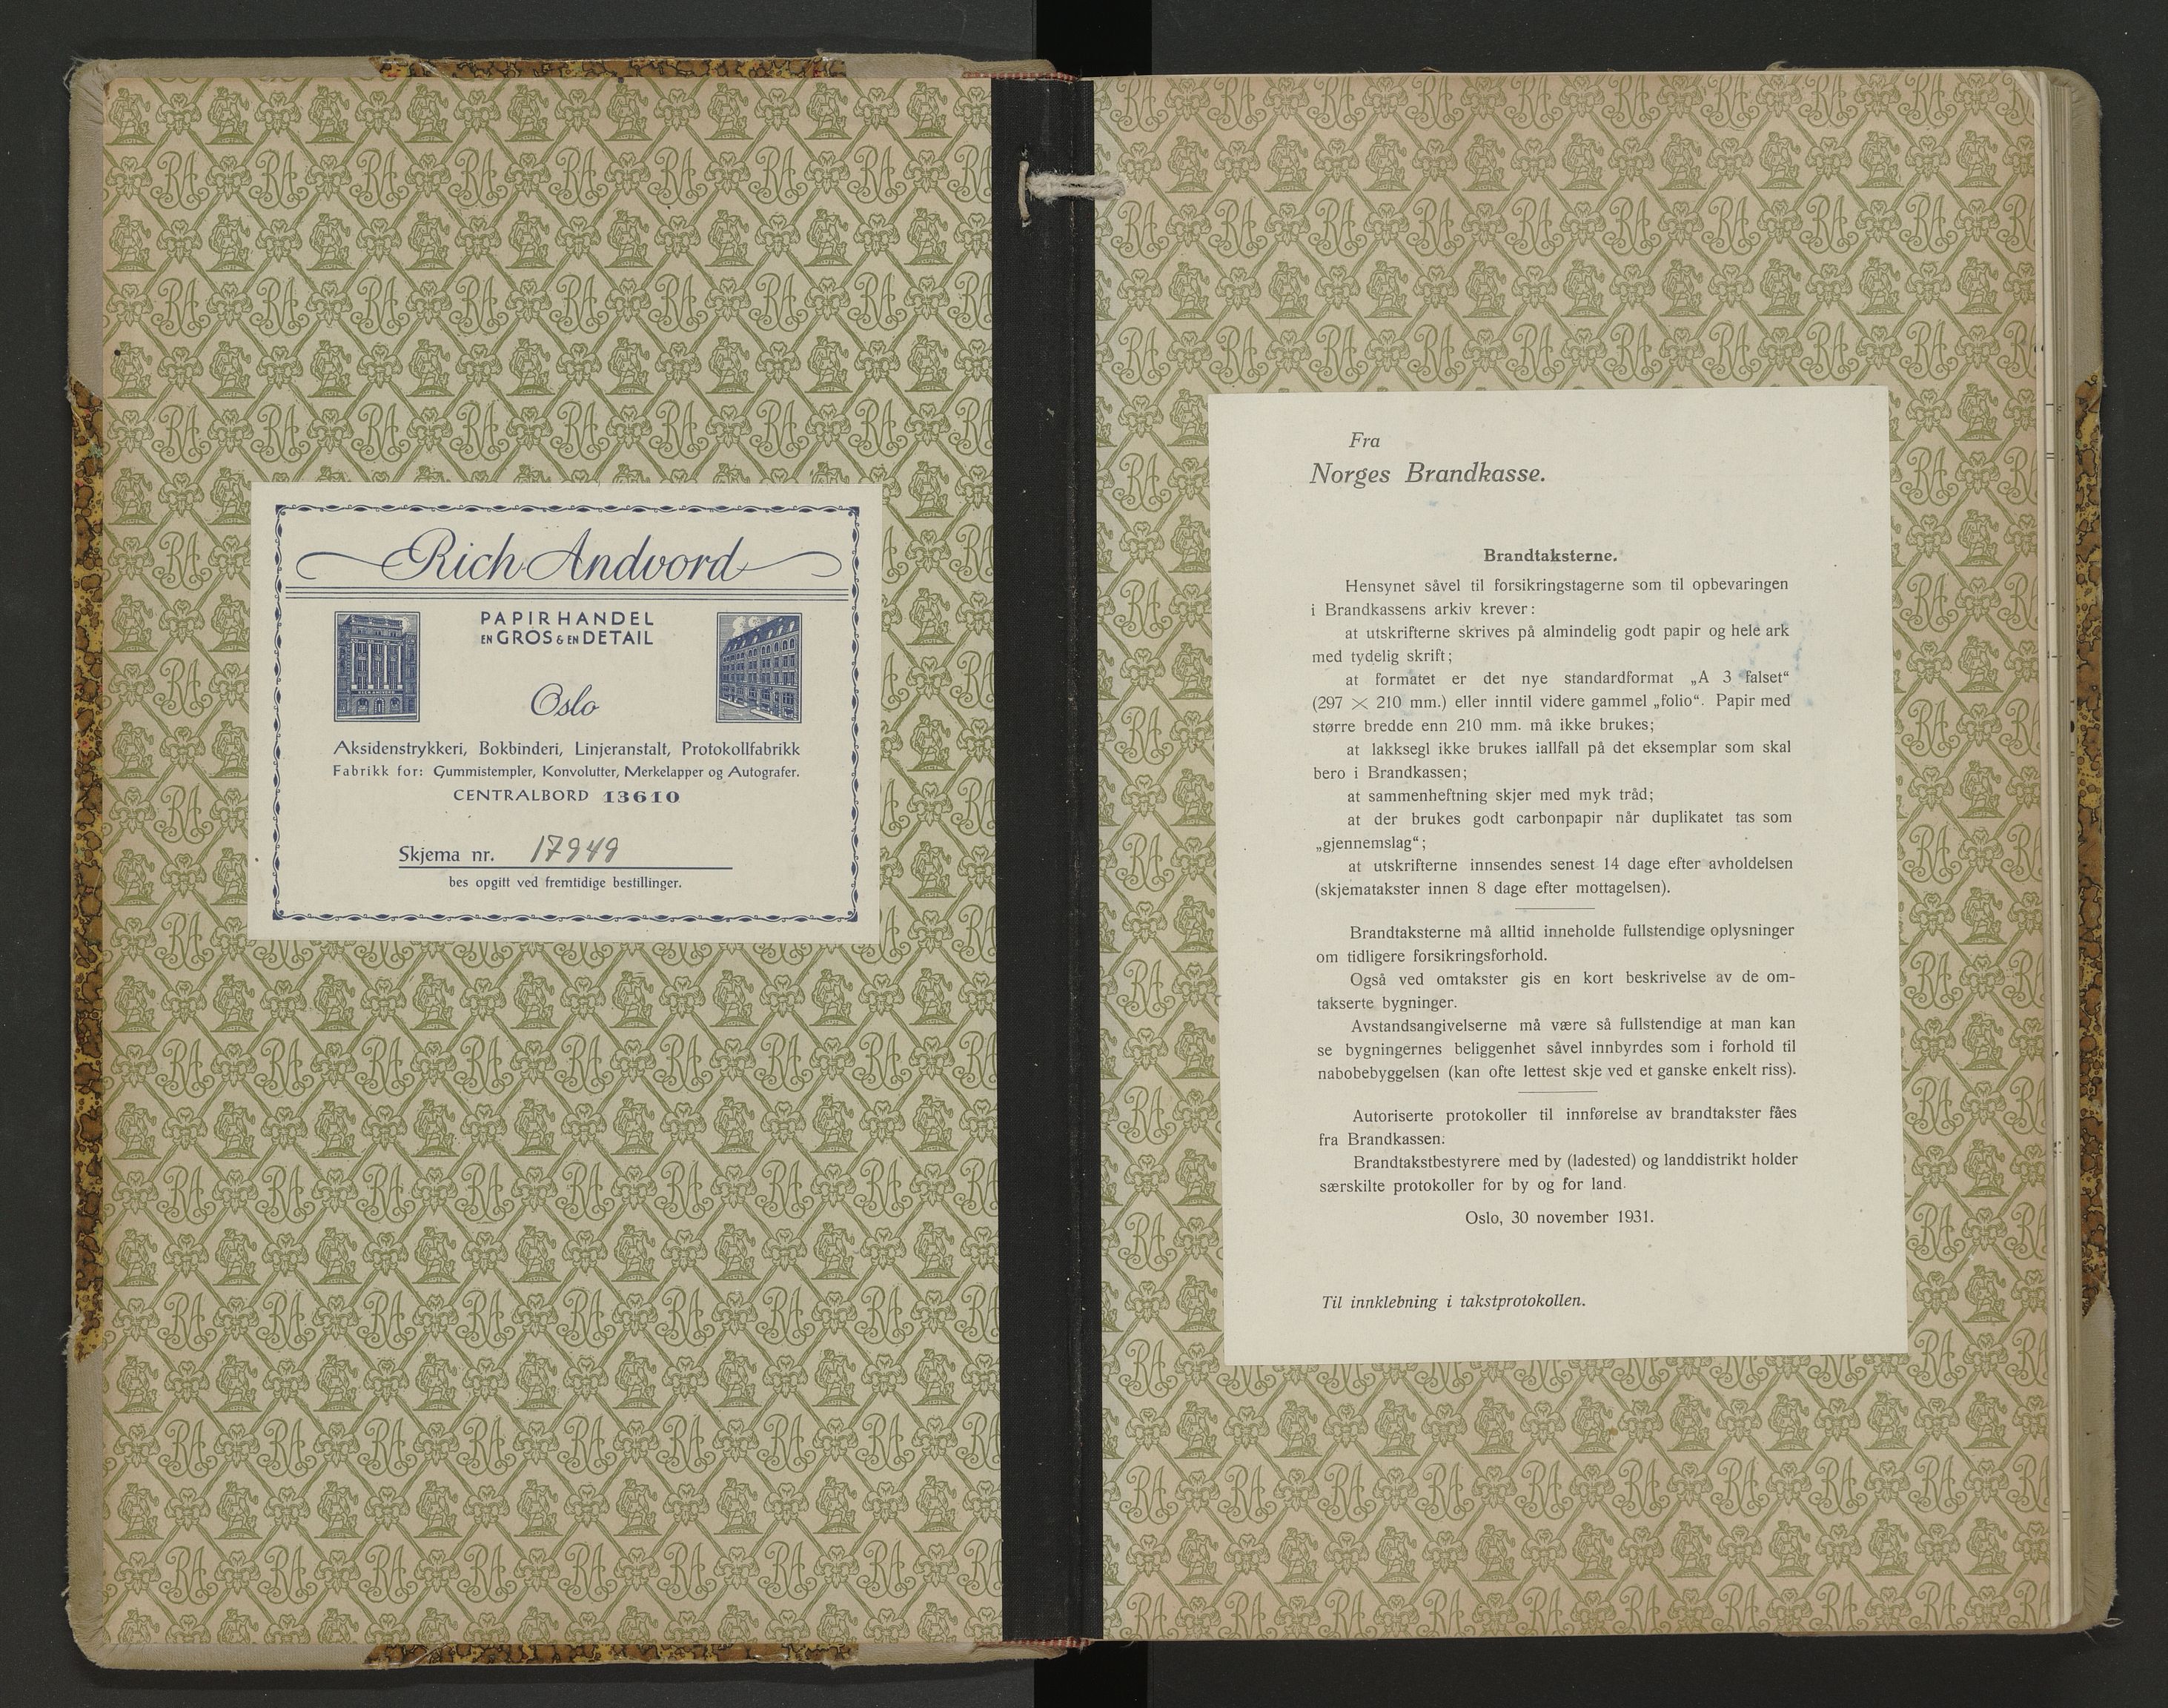 Rich Andvord
PAPIRHANDEL
EN GROS & EN DETAIL
RICH ANDVORD
Oslo
Aksidenstrykkeri, Bokbinderi, Linjeranstalt, Protokollfabrikk
Fabrikk for: Gummistempler, Konvolutter, Merkelapper og Autografer.
CENTRALBORD 13610
Skjema nr. 17949
bes opgitt ved fremtidige bestillinger.
Fra
Norges Brandkasse.
Brandtaksterne.
Hensynet såvel til forsikringstagerne som til opbevaringen
i Brandkassens arkiv krever:
at utskrifterne skrives på almindelig godt papir og hele ark
med tydelig skrift;
at formatet er det nye standardformat „A 3 falset“
(297 × 210 mm.) eller inntil videre gammel „folio“. Papir med
større bredde enn 210 mm. må ikke brukes;
at lakksegl ikke brukes iallfall på det eksemplar som skal
bero i Brandkassen;
at sammenheftning skjer med myk tråd;
at der brukes godt carbonpapir når duplikatet tas som
„gjennemslag“;
at utskrifterne innsendes senest 14 dage efter avholdelsen
(skjematakster innen 8 dage efter mottagelsen).
Brandtaksterne må alltid inneholde fullstendige oplysninger
om tidligere forsikringsforhold.
Også ved omtakster gis en kort beskrivelse av de om-
takserte bygninger.
Avstandsangivelserne må være så fullstendige at man kan
se bygningernes beliggenhet såvel innbyrdes som i forhold til
nabobebyggelsen (kan ofte lettest skje ved et ganske enkelt riss).
Autoriserte protokoller til innførelse av brandtakster fåes
fra Brandkassen.
Brandtakstbestyrere med by (ladested) og landdistrikt holder
særskilte protokoller for by og for land.
Oslo, 30 november 1931.
Til innklebning i takstprotokollen.